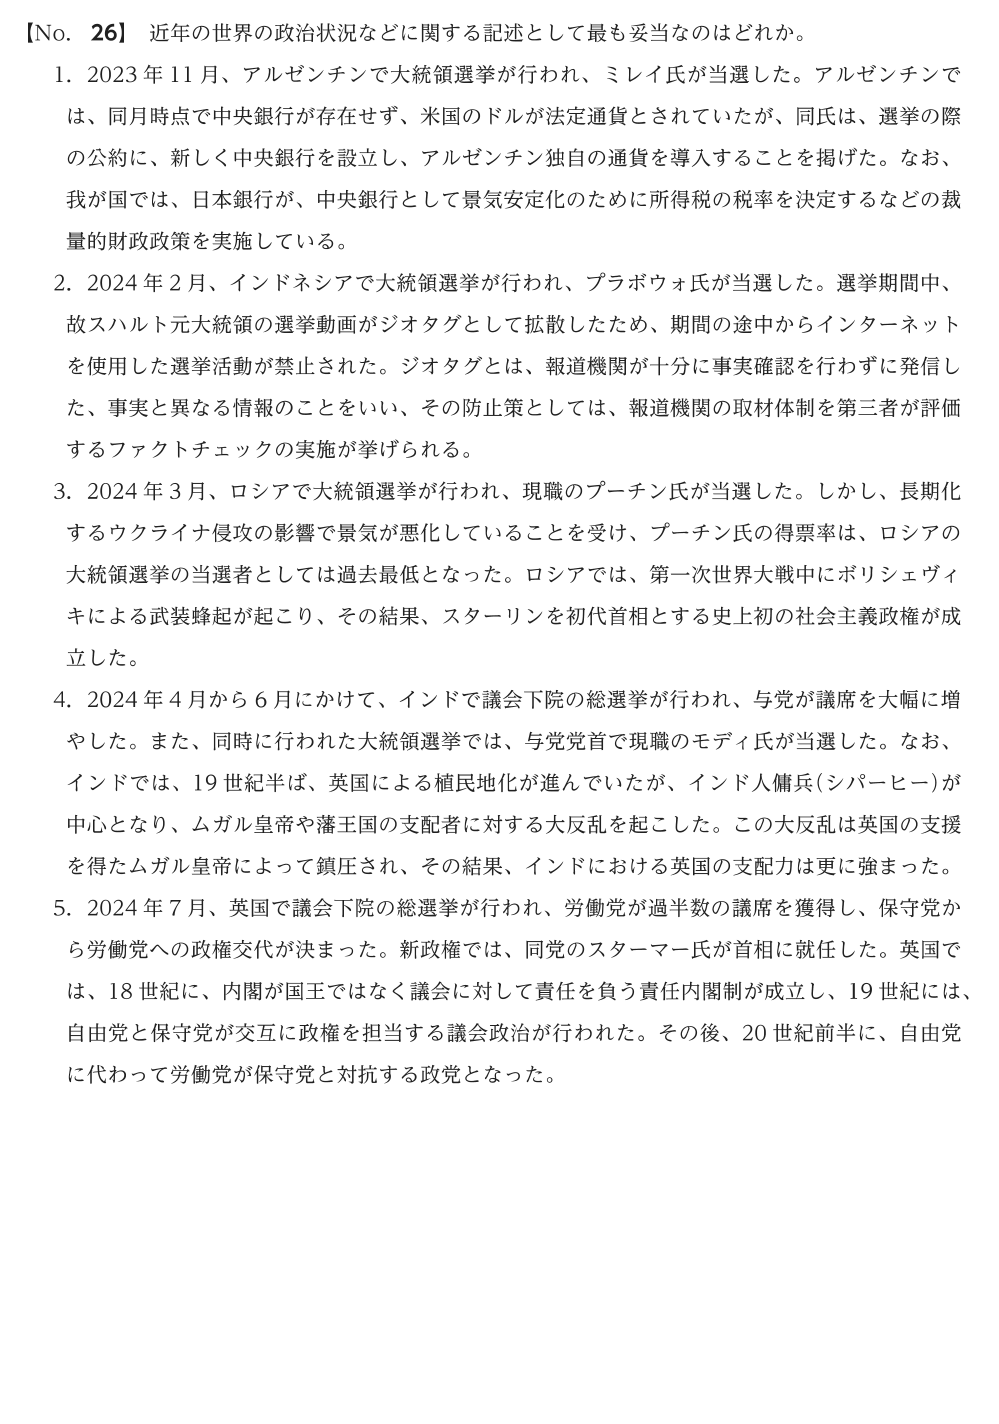 【No. 26】 近年の世界の政治状況などに関する記述として最も妥当なのはどれか。
1. 2023 年 11 月、アルゼンチンで大統領選挙が行われ、ミレイ氏が当選した。アルゼンチンで
は、同月時点で中央銀行が存在せず、米国のドルが法定通貨とされていたが、同氏は、選挙の際
の公約に、新しく中央銀行を設立し、アルゼンチン独自の通貨を導入することを掲げた。なお、
我が国では、日本銀行が、中央銀行として景気安定化のために所得税の税率を決定するなどの裁
量的財政政策を実施している。
2. 2024 年 2 月、インドネシアで大統領選挙が行われ、プラボウォ氏が当選した。選挙期間中、
故スハルト元大統領の選挙動画がジオタグとして拡散したため、期間の途中からインターネット
を使用した選挙活動が禁止された。ジオタグとは、報道機関が十分に事実確認を行わずに発信し
た、事実と異なる情報のことをいい、その防止策としては、報道機関の取材体制を第三者が評価
するファクトチェックの実施が挙げられる。
3. 2024 年 3 月、ロシアで大統領選挙が行われ、現職のプーチン氏が当選した。しかし、長期化
するウクライナ侵攻の影響で景気が悪化していることを受け、プーチン氏の得票率は、ロシアの
大統領選挙の当選者としては過去最低となった。ロシアでは、第一次世界大戦中にボリシェヴィ
キによる武装蜂起が起こり、その結果、スターリンを初代首相とする史上初の社会主義政権が成
立した。
4. 2024 年 4 月から 6 月にかけて、インドで議会下院の総選挙が行われ、与党が議席を大幅に増
やした。また、同時に行われた大統領選挙では、与党党首で現職のモディ氏が当選した。なお、
インドでは、19 世紀半ば、英国による植民地化が進んでいたが、インド人傭兵(シパーヒー)が
中心となり、ムガル皇帝や藩王国の支配者に対する大反乱を起こした。この大反乱は英国の支援
を得たムガル皇帝によって鎮圧され、その結果、インドにおける英国の支配力は更に強まった。
5. 2024 年 7 月、英国で議会下院の総選挙が行われ、労働党が過半数の議席を獲得し、保守党か
ら労働党への政権交代が決まった。新政権では、同党のスターマー氏が首相に就任した。英国で
は、18 世紀に、内閣が国王ではなく議会に対して責任を負う責任内閣制が成立し、19 世紀には、
自由党と保守党が交互に政権を担当する議会政治が行われた。その後、20 世紀前半に、自由党
に代わって労働党が保守党と対抗する政党となった。